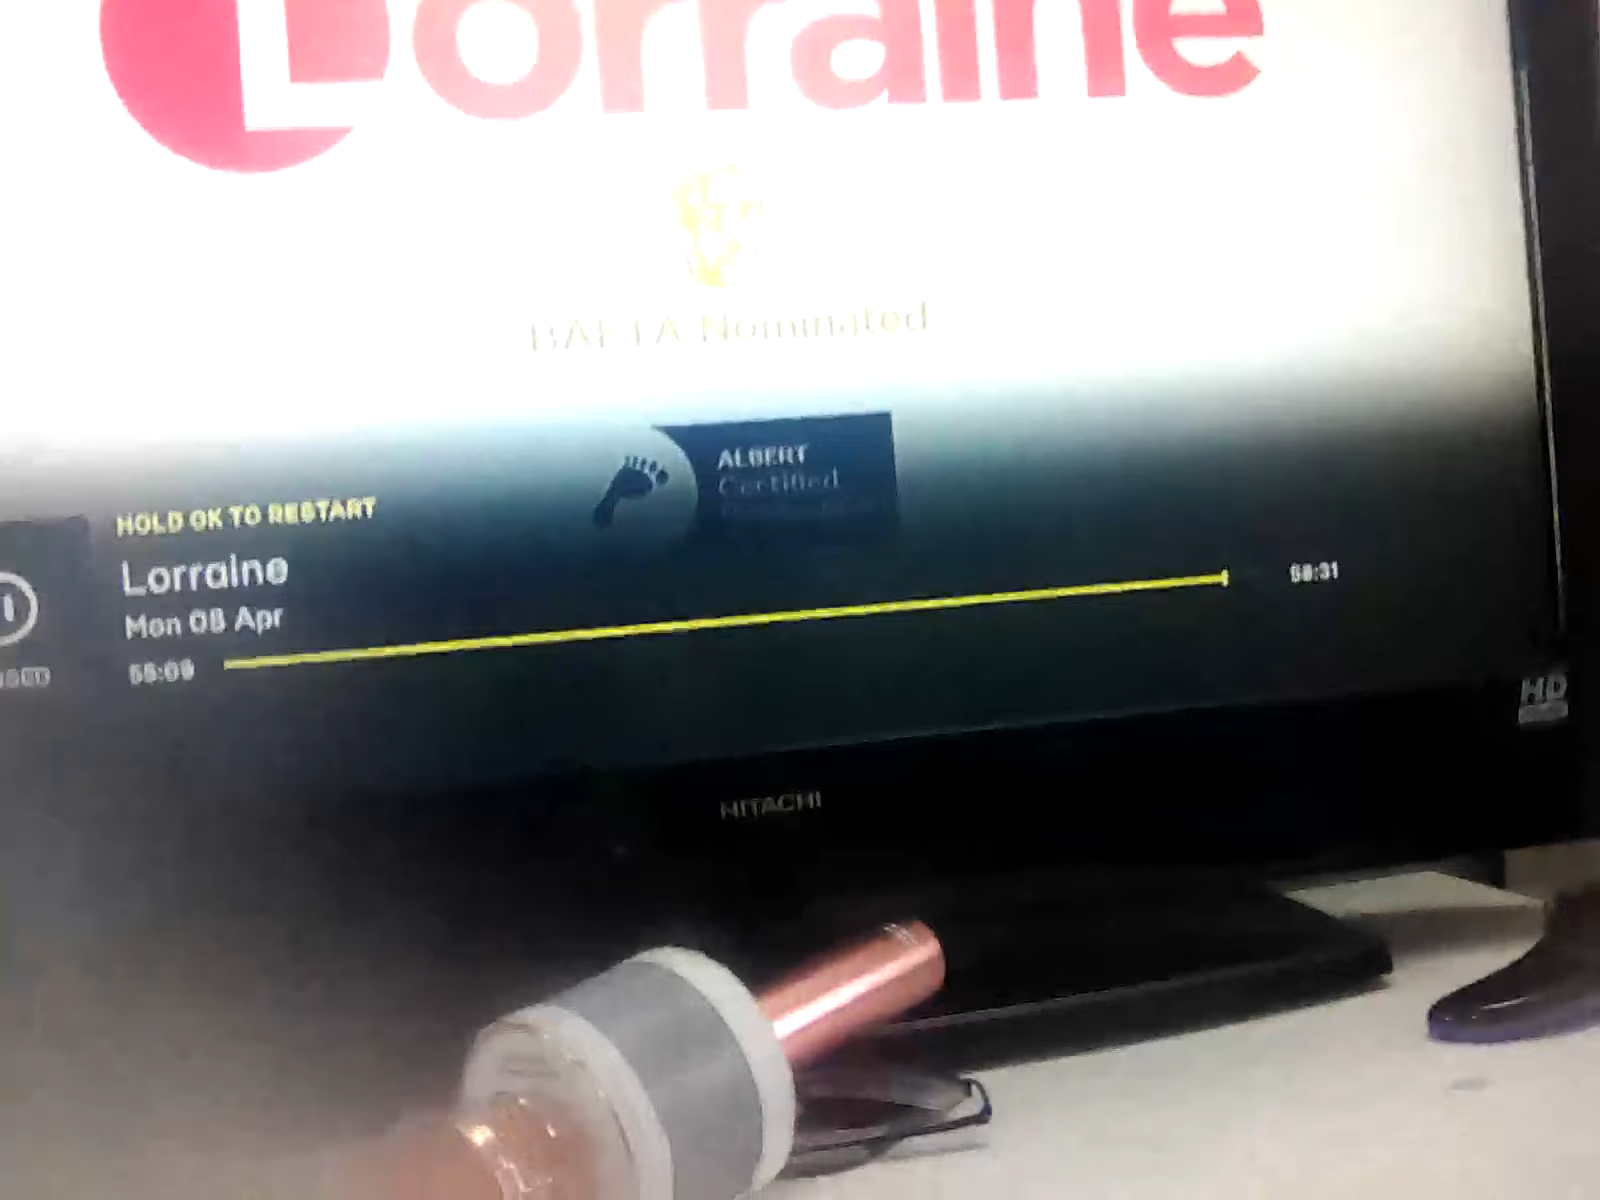 Lorraine
BAFTA Nominated
ALBERT
Certified
HOLD OK TO RESTART
Lorraine
Mon 08 Apr
55:09
58:31
HD
HITACHI